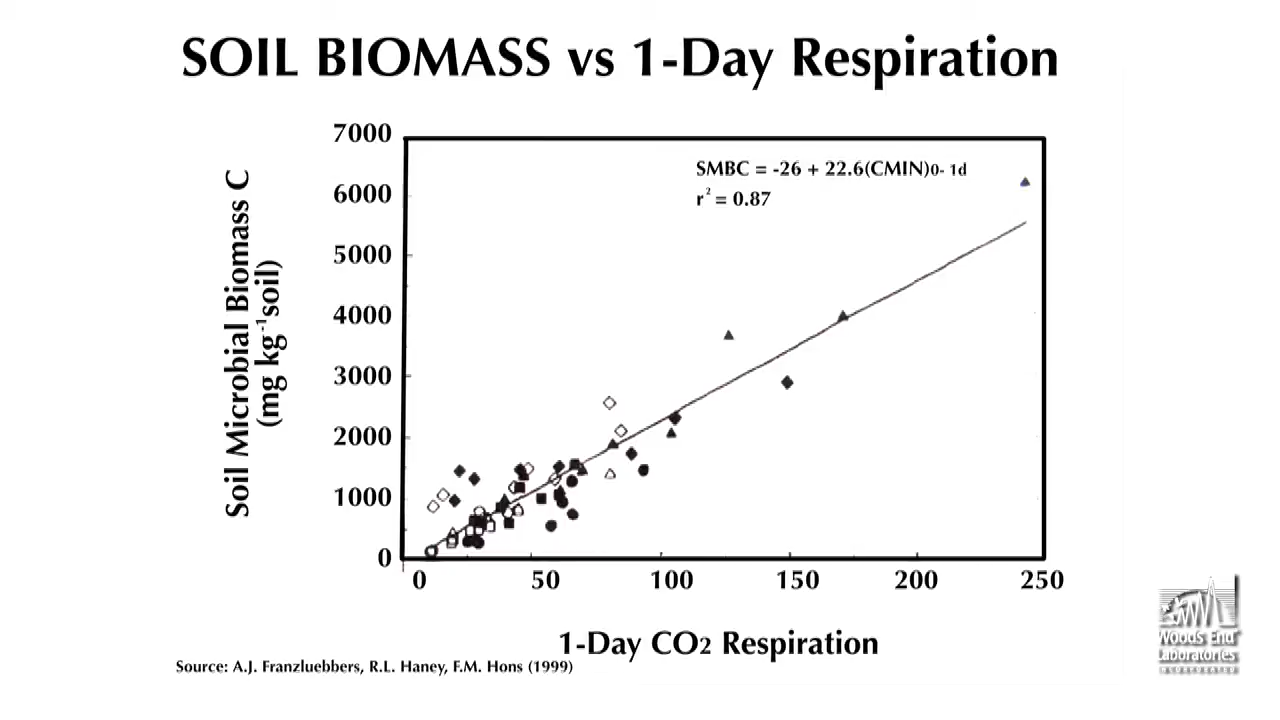 SOIL BIOMASS vs 1-Day Respiration
7000
6000
5000
4000
3000
2000
1000
0
Soil Microbial Biomass C
(mg kg⁻¹soil)
SMBC = -26 + 22.6(CMIN)0- 1d
r² = 0.87
0 50 100 150 200 250
1-Day CO2 Respiration
Source: A.J. Franzluebbers, R.L. Haney, F.M. Hons (1999)
Woods End
Laboratories
INCORPORATED